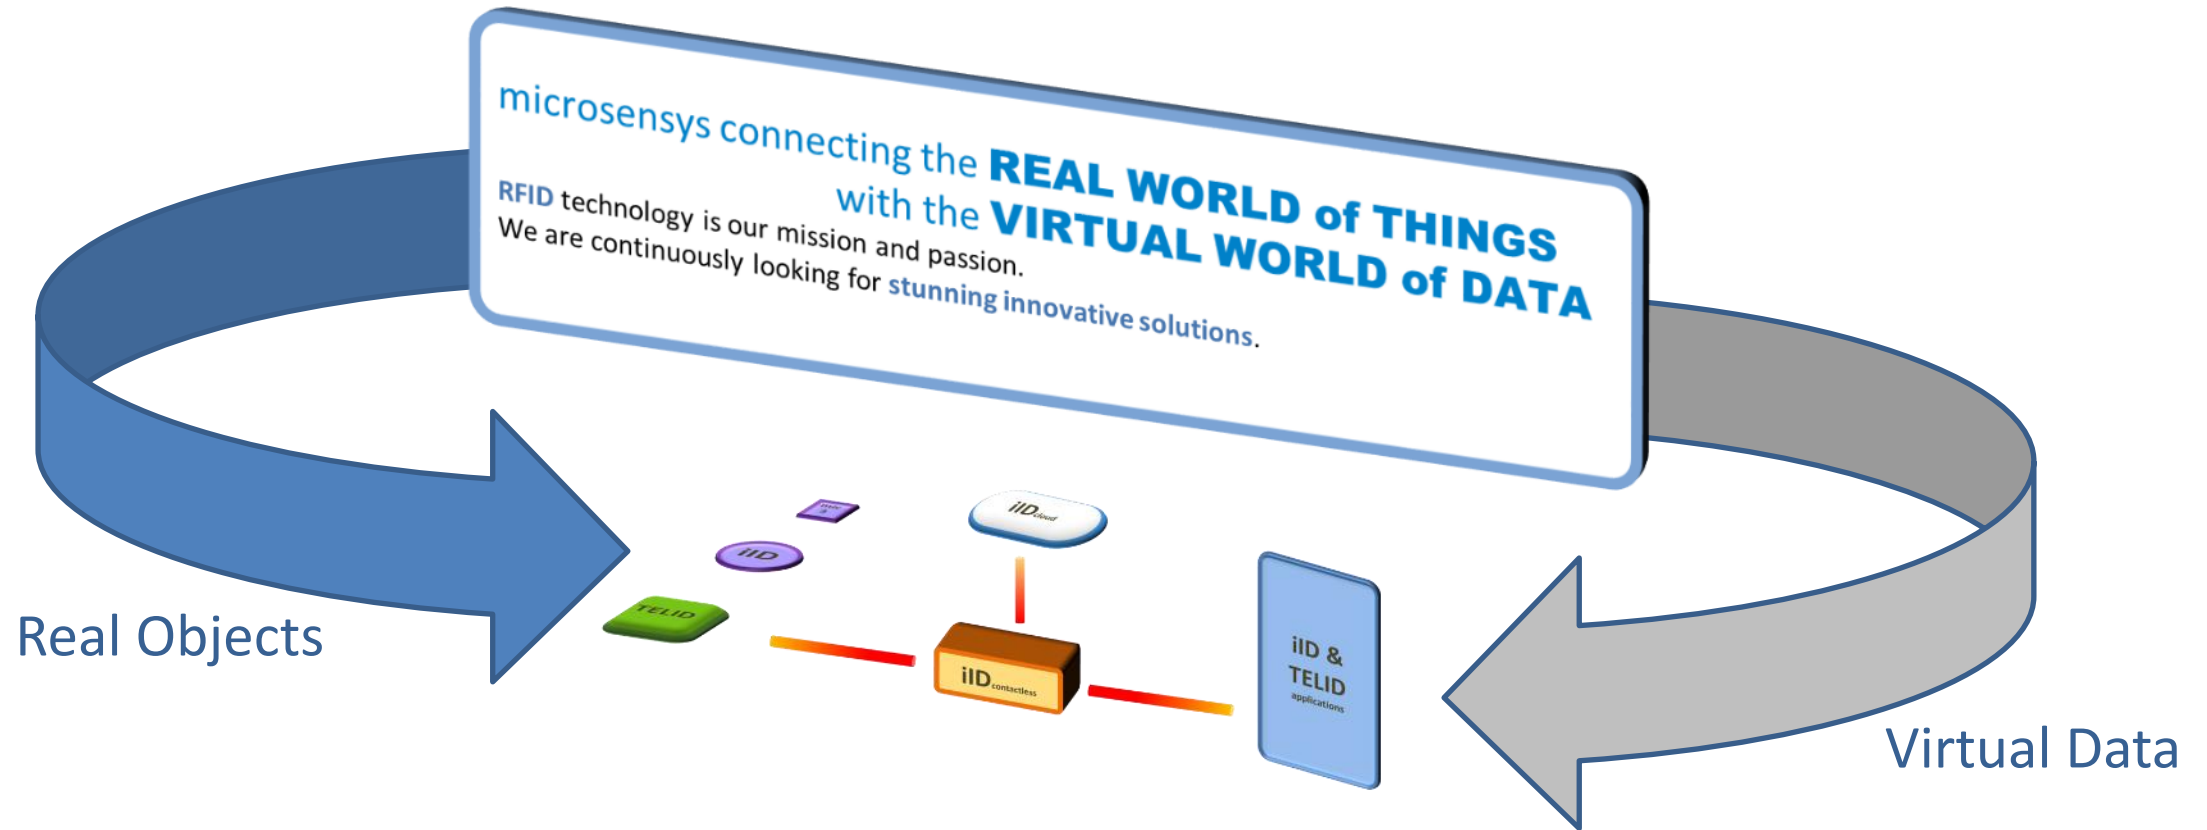 microsensys connecting the REAL WORLD of THINGS
with the VIRTUAL WORLD of DATA
RFID technology is our mission and passion.
We are continuously looking for stunning innovative solutions.
iID cloud
iID
TELID
iID contactless
iID &
TELID
applications
Real Objects
Virtual Data